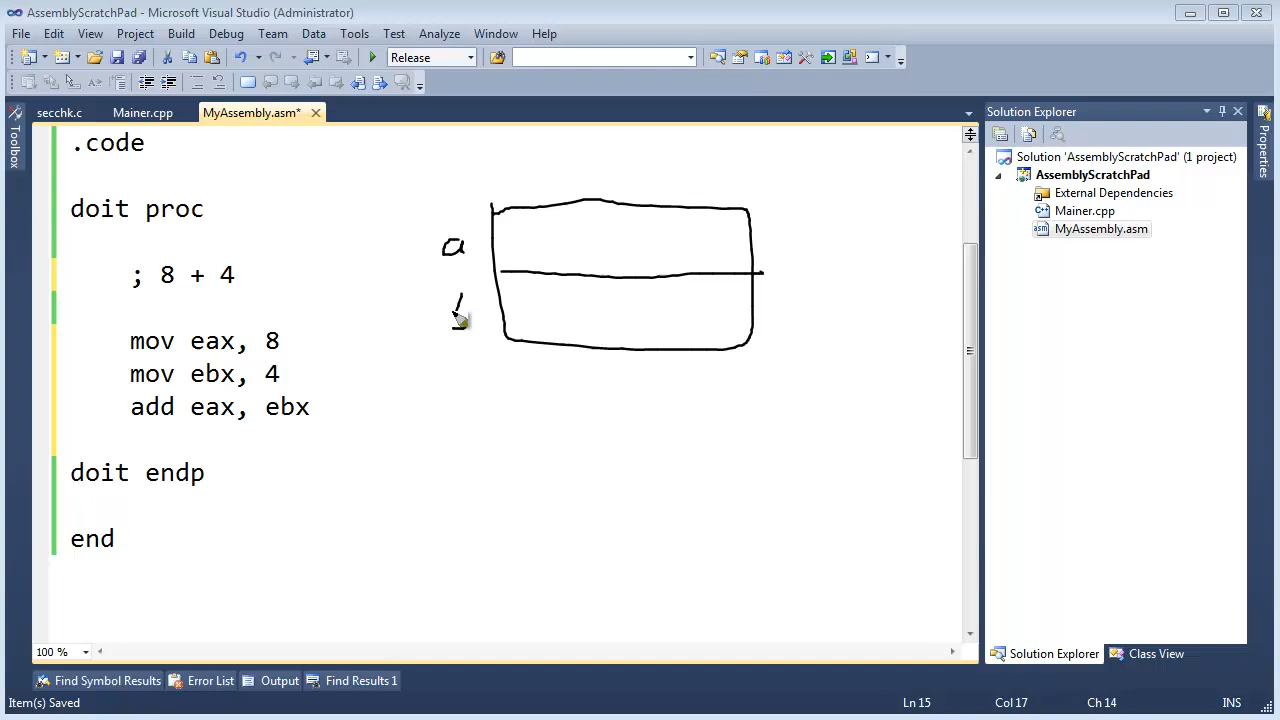 AssemblyScratchPad - Microsoft Visual Studio (Administrator)
File Edit View Project Build Debug Team Data Tools Test Analyze Window Help
Release
secchk.c Mainer.cpp MyAssembly.asm*
Solution Explorer
Toolbox
Properties
.code
doit proc
; 8 + 4
mov eax, 8
mov ebx, 4
add eax, ebx
doit endp
end
a
Solution 'AssemblyScratchPad' (1 project)
AssemblyScratchPad
External Dependencies
Mainer.cpp
MyAssembly.asm
100 %
Solution Explorer Class View
Find Symbol Results Error List Output Find Results 1
Item(s) Saved Ln 15 Col 17 Ch 14 INS